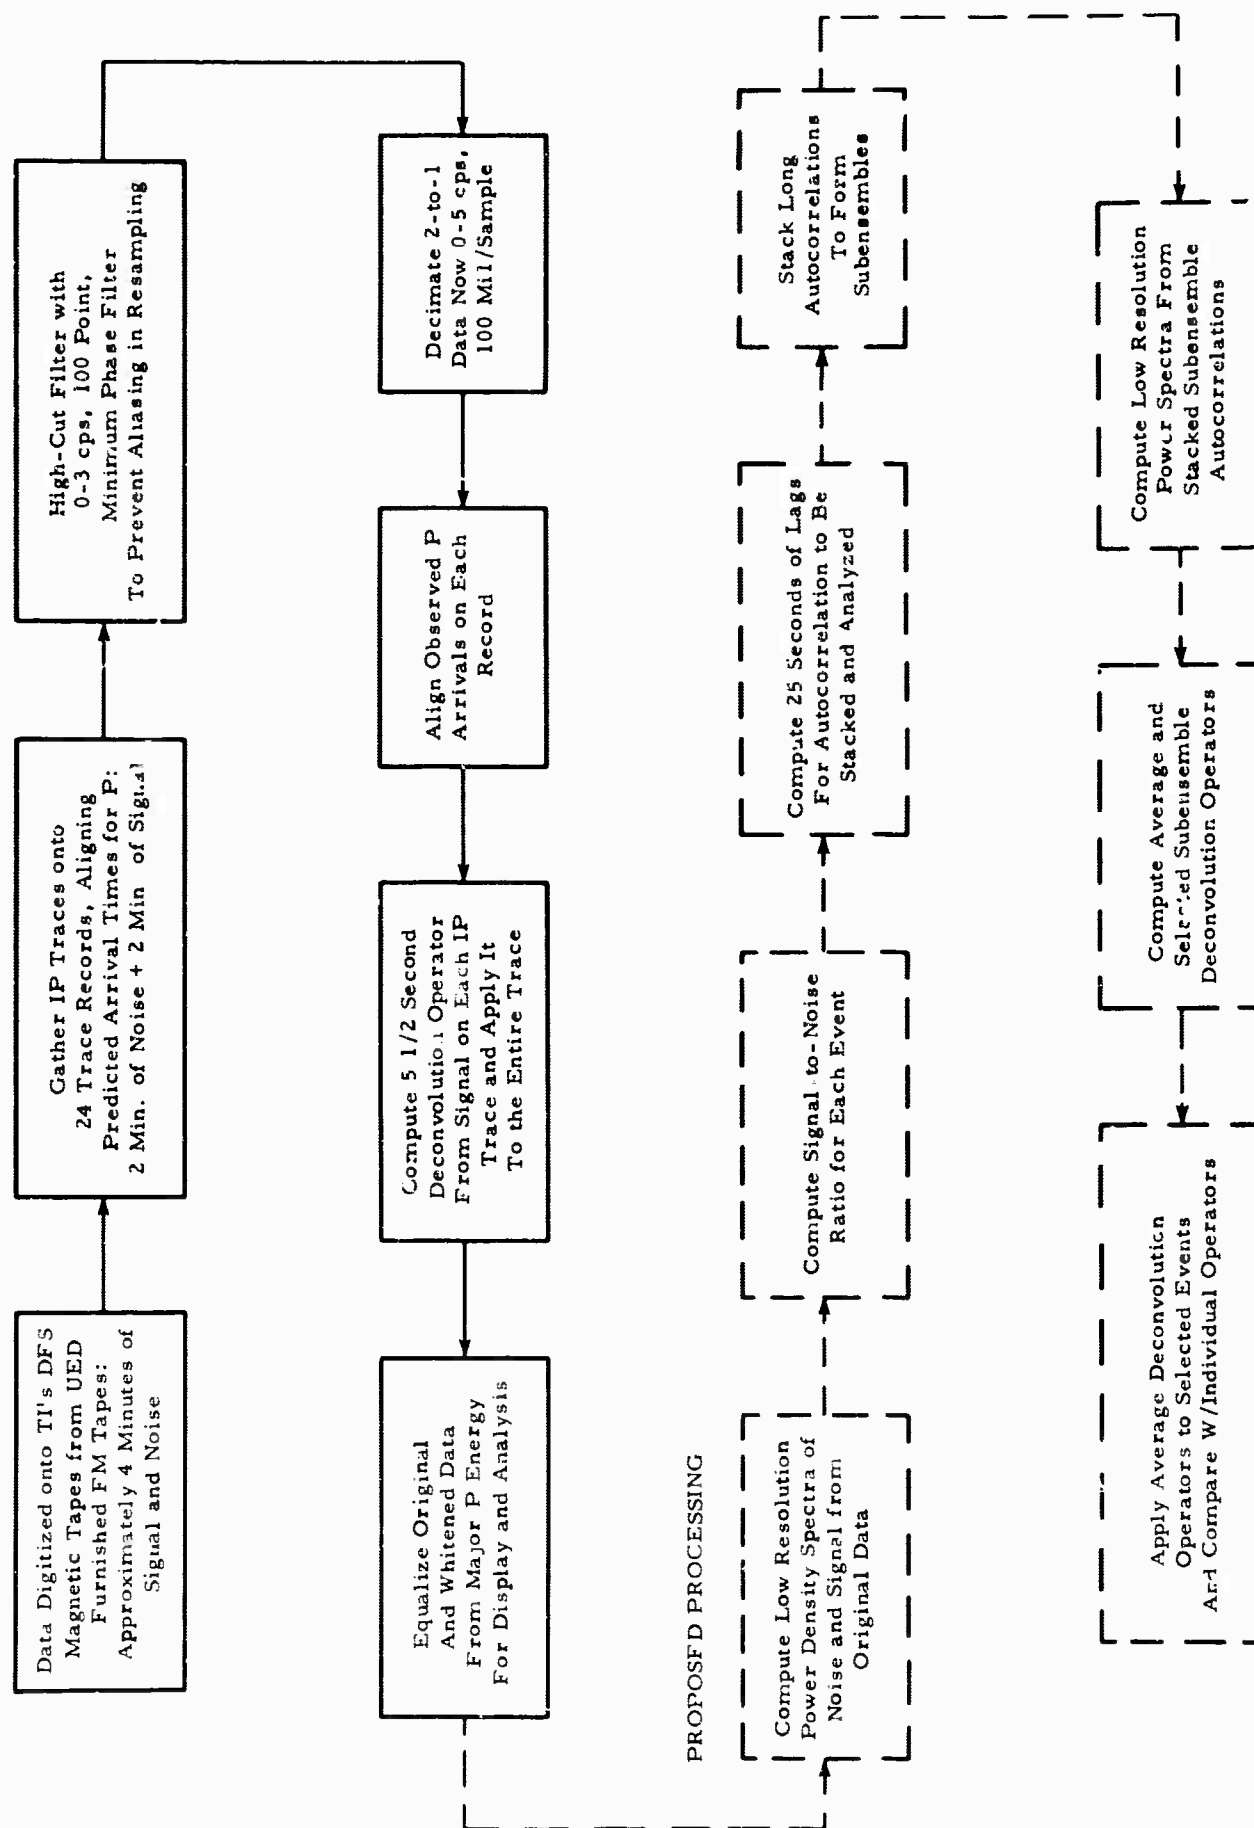 Data Digitized onto TI's DFS
Magnetic Tapes from UED
Furnished FM Tapes:
Approximately 4 Minutes of
Signal and Noise
Gather IP Traces onto
24 Trace Records, Aligning
Predicted Arrival Times for P:
2 Min. of Noise + 2 Min of Signal
High-Cut Filter with
0-3 cps, 100 Point,
Minimum Phase Filter
To Prevent Aliasing in Resampling
Decimate 2-to-1
Data Now 0-5 cps,
100 Mil/Sample
Align Observed P
Arrivals on Each
Record
Compute 5 1/2 Second
Deconvolution Operator
From Signal on Each IP
Trace and Apply It
To the Entire Trace
Equalize Original
And Whitened Data
From Major P Energy
For Display and Analysis
PROPOSED PROCESSING
Compute Low Resolution
Power Density Spectra of
Noise and Signal from
Original Data
Compute Signal-to-Noise
Ratio for Each Event
Compute 25 Seconds of Lags
For Autocorrelation to Be
Stacked and Analyzed
Stack Long
Autocorrelations
To Form
Subensembles
Compute Low Resolution
Power Spectra From
Stacked Subensemble
Autocorrelations
Compute Average and
Selected Subensemble
Deconvolution Operators
Apply Average Deconvolution
Operators to Selected Events
And Compare W/Individual Operators